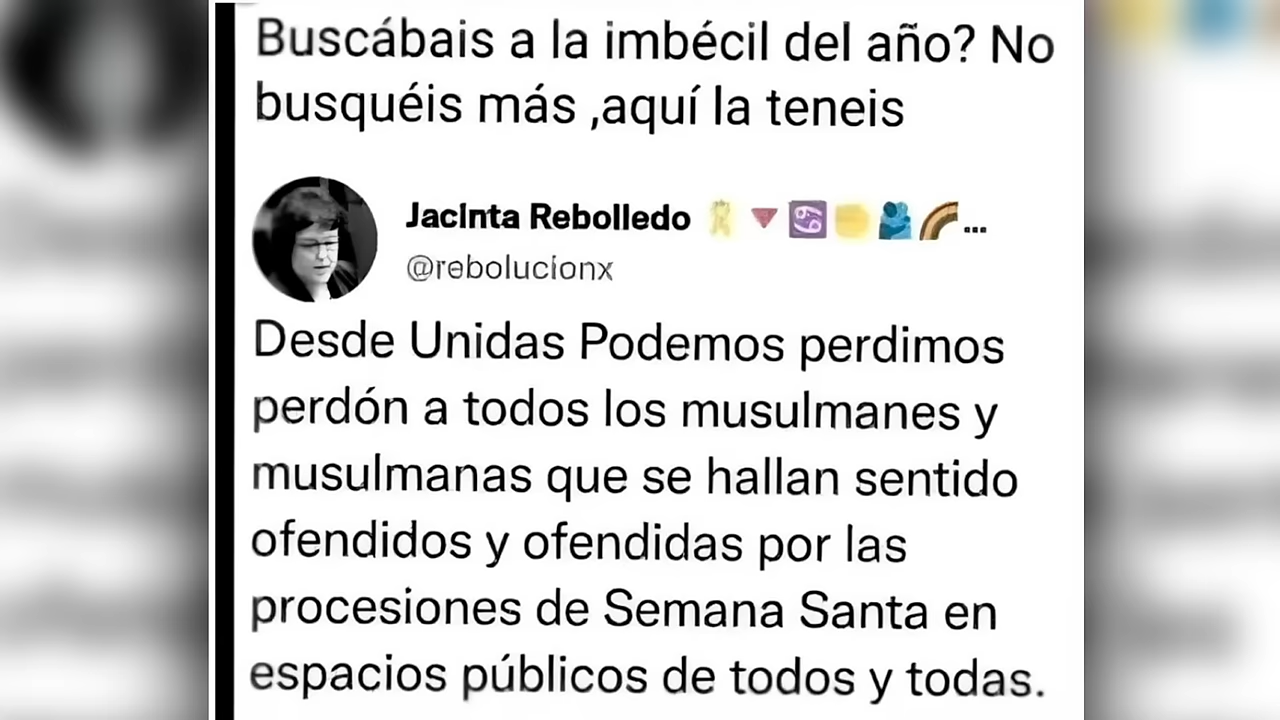 Buscábais a la imbécil del año? No
busquéis más ,aquí la teneis
Jacinta Rebolledo 🎗️🔻♋🟡🫂🌈...
@rebolucionx
Desde Unidas Podemos perdimos
perdón a todos los musulmanes y
musulmanas que se hallan sentido
ofendidos y ofendidas por las
procesiones de Semana Santa en
espacios públicos de todos y todas.